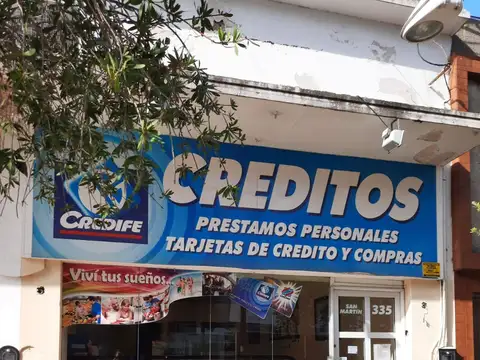 CREDITOS
CREDIFE
PRESTAMOS PERSONALES
TARJETAS DE CREDITO Y COMPRAS
Viví tus sueños...
SAN
MARTIN
335